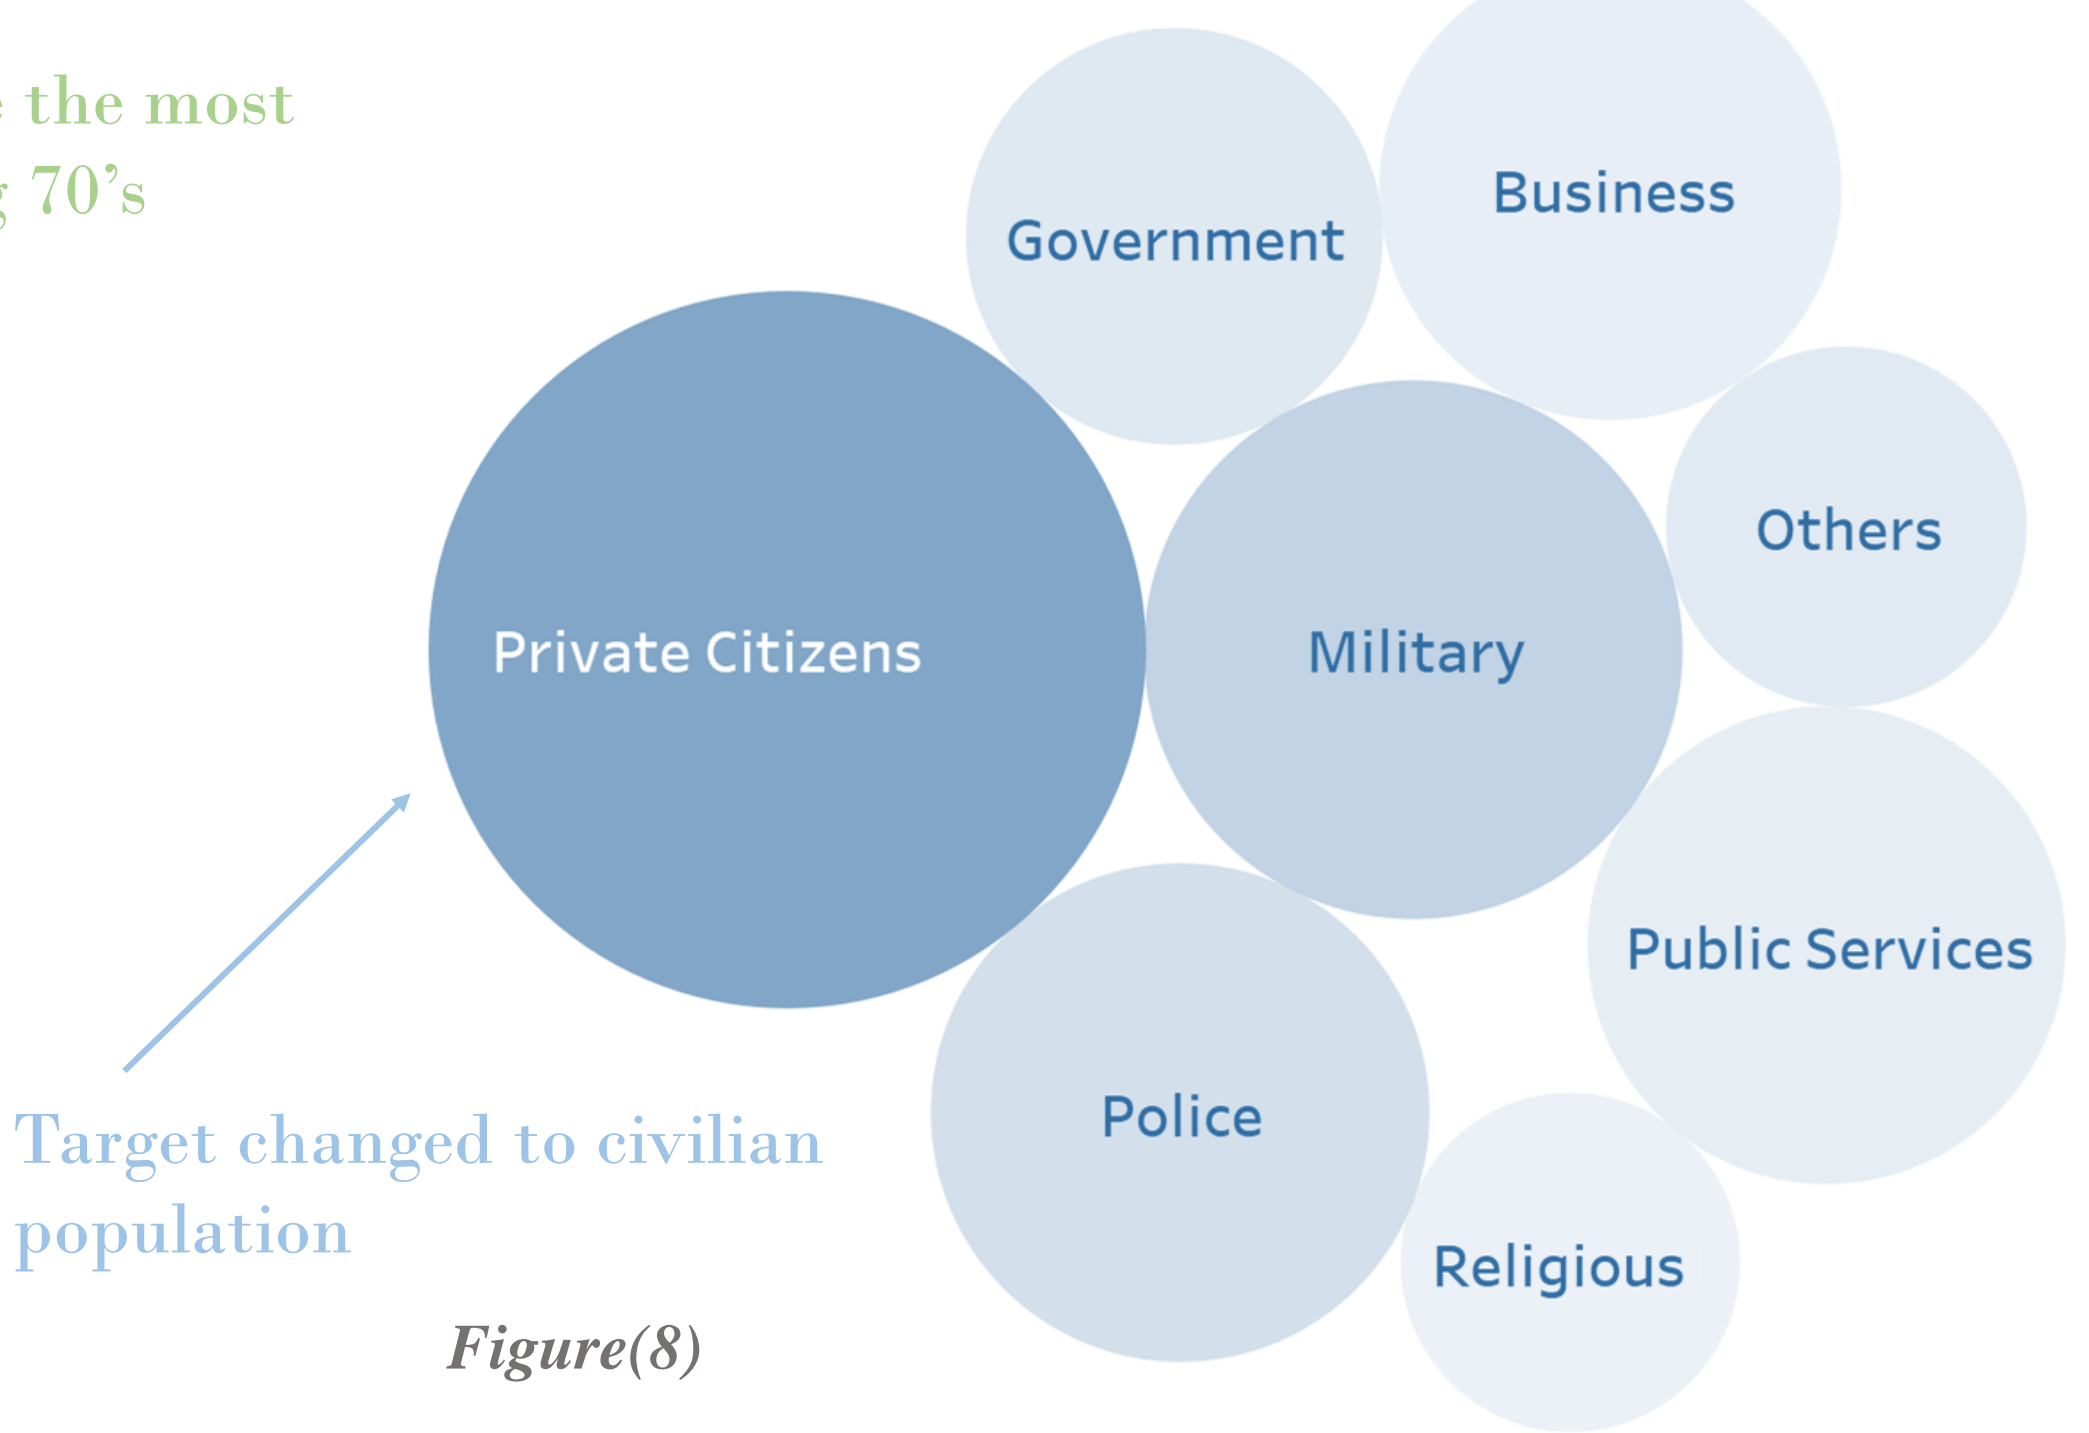 the most
70’s
Government
Business
Others
Private Citizens
Military
Public Services
Police
Religious
Target changed to civilian
population
Figure(8)